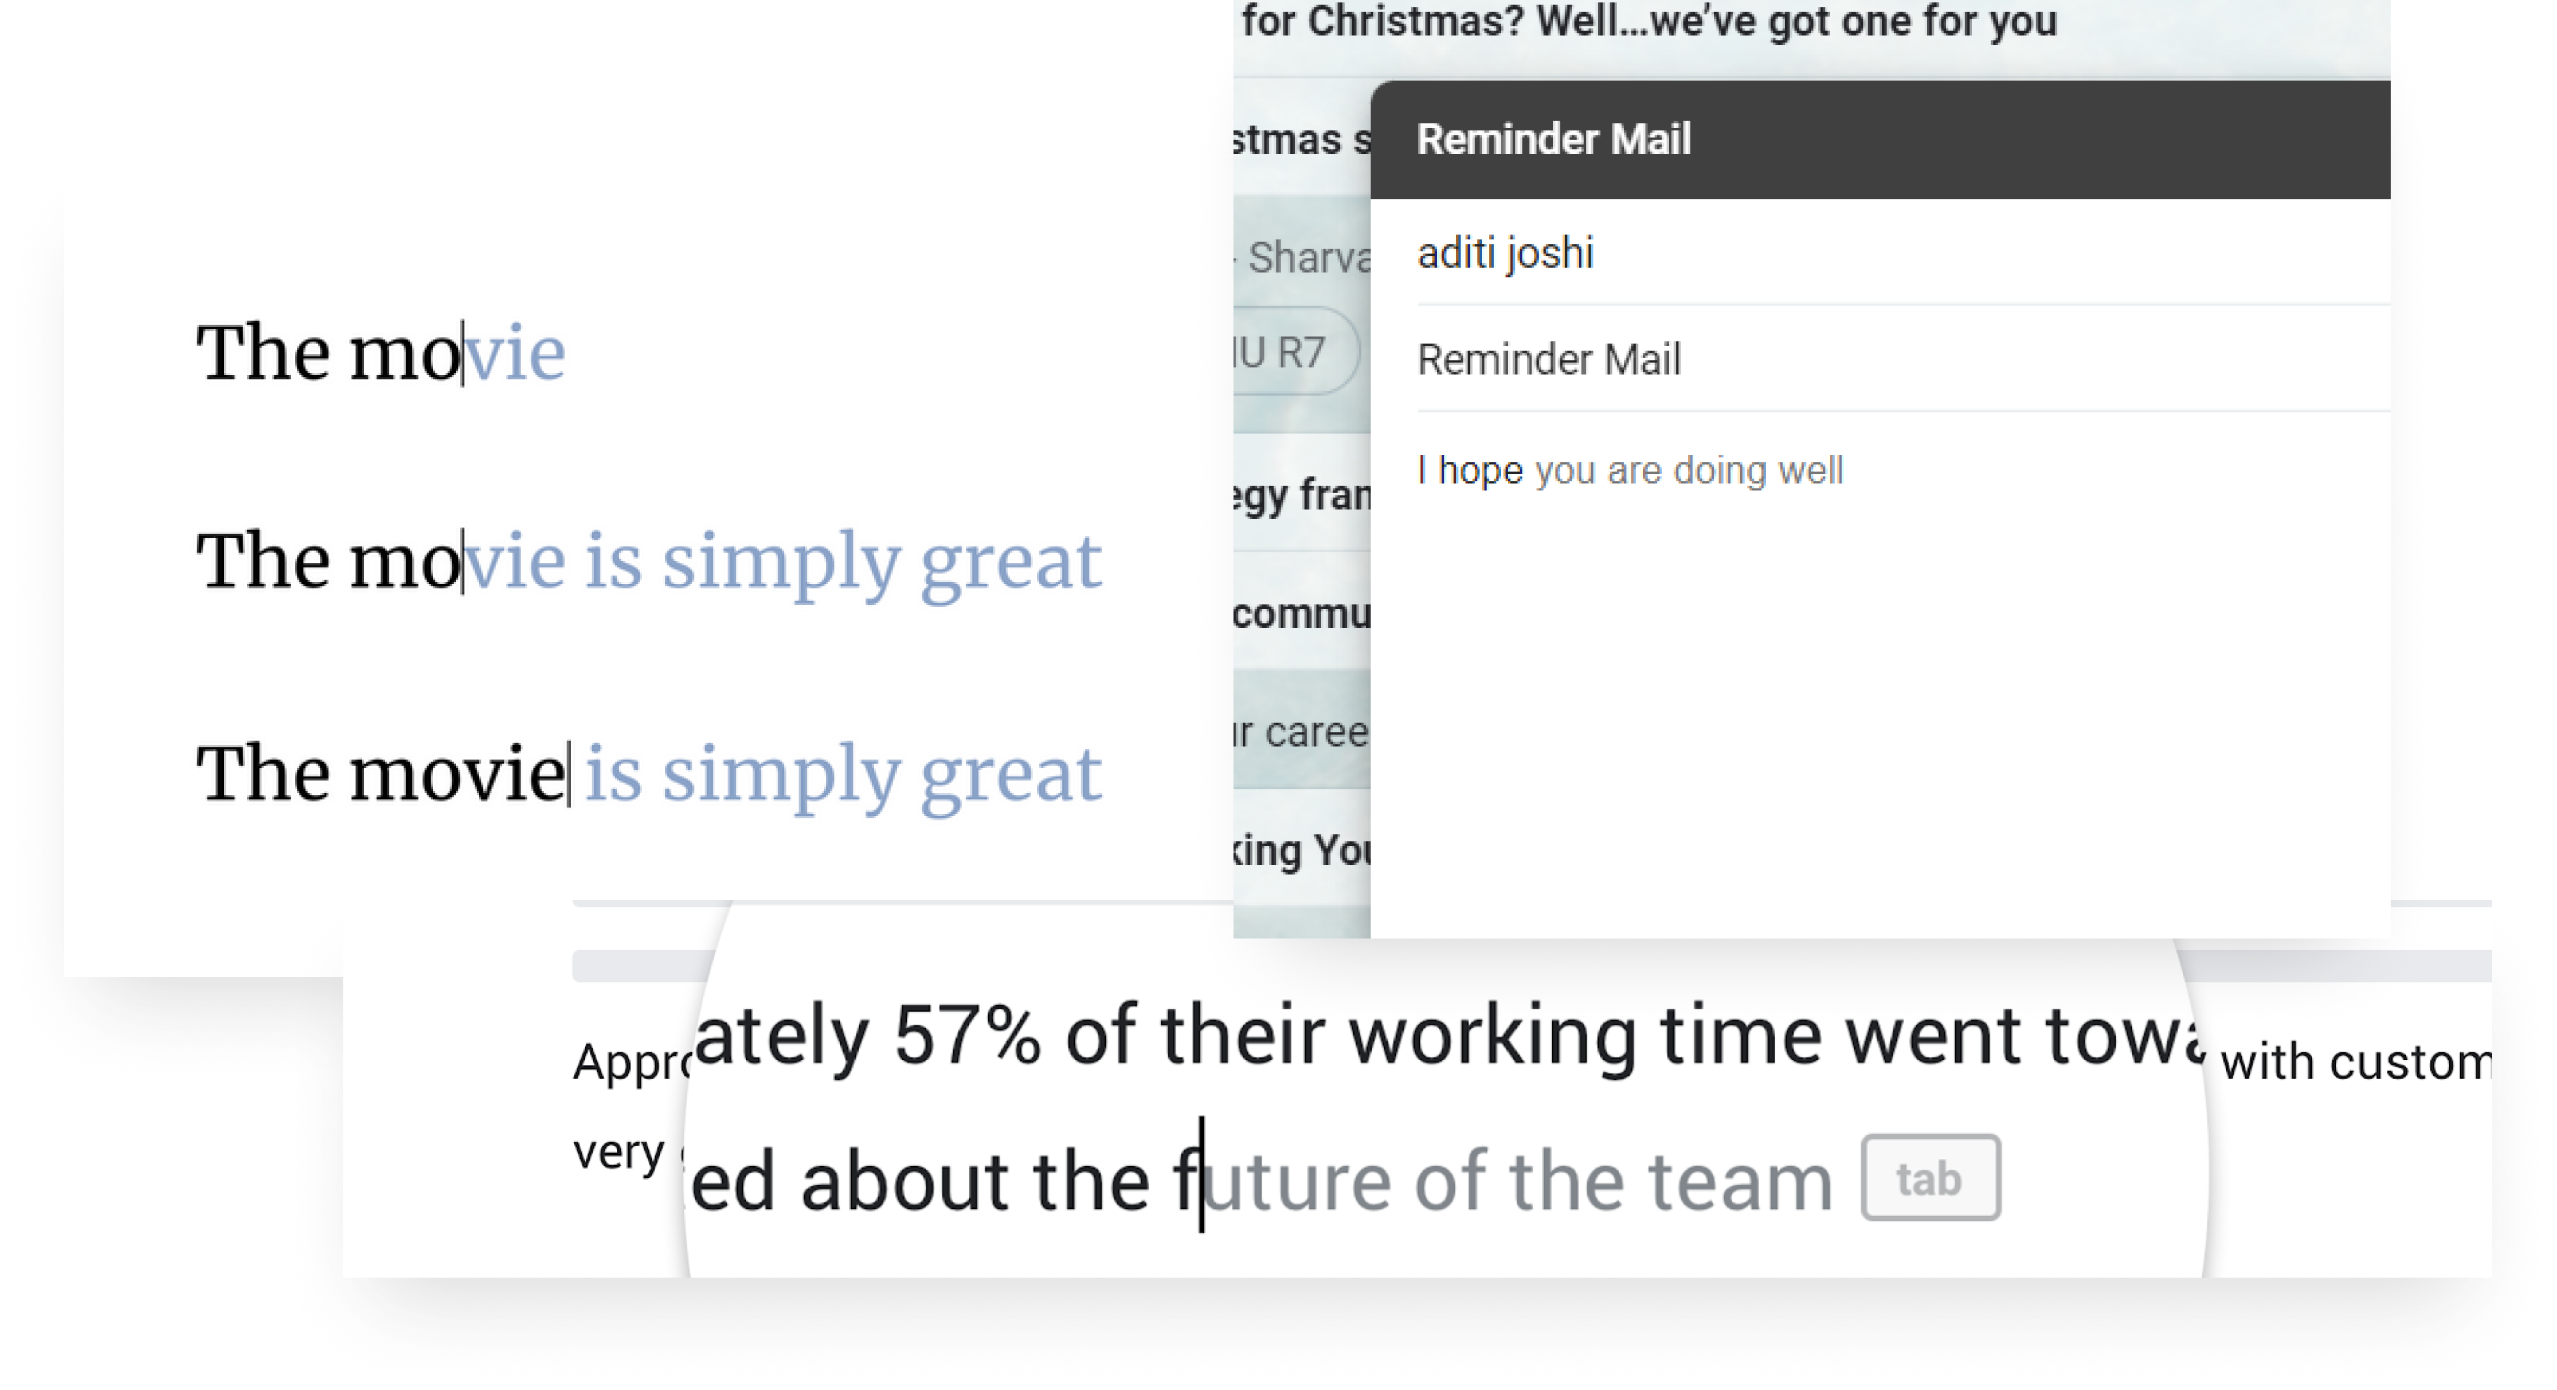 The movie
The movie is simply great
The movie is simply great
for Christmas? Well...we’ve got one for you
stmas s
Reminder Mail
aditi joshi
Sharva
IU R7
Reminder Mail
I hope you are doing well
egy fran
commu
ur caree
king You
Appro
ately 57% of their working time went towa
with custom
very
ed about the future of the team tab